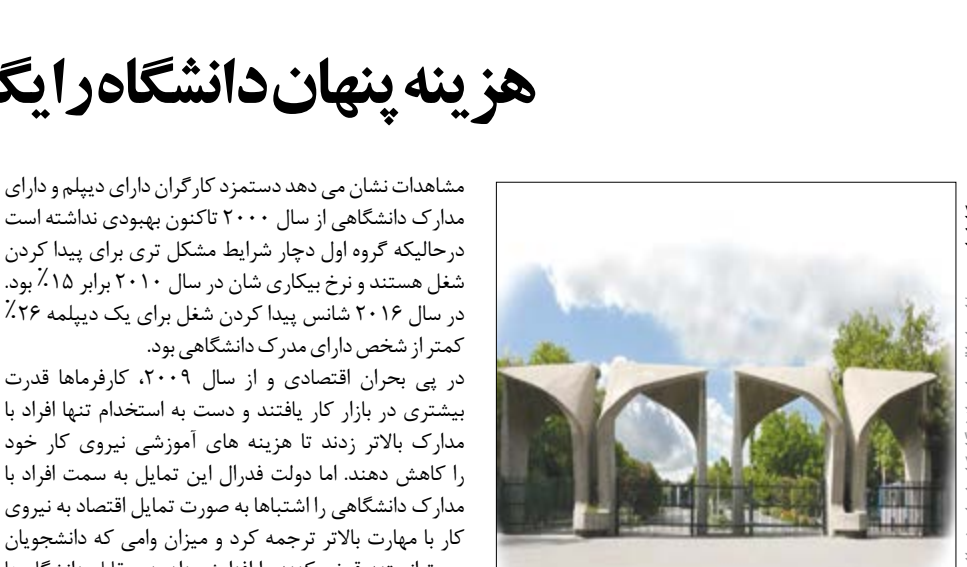 هزینه پنهان دانشگاه
مشاهدات نشان می دهد دستمزد کارگران دارای دیپلم و دارای
مدارک دانشگاهی از سال ۲۰۰۰ تاکنون بهبودی نداشته است
درحالیکه گروه اول دچار شرایط مشکل تری برای پیدا کردن
شغل هستند و نرخ بیکاری شان در سال ۲۰۱۰ برابر ۱۵٪ بود.
در سال ۲۰۱۶ شانس پیدا کردن شغل برای یک دیپلمه ۲۶٪
کمتر از شخص دارای مدرک دانشگاهی بود.
در پی بحران اقتصادی و از سال ۲۰۰۹، کارفرماها قدرت
بیشتری در بازار کار یافتند و دست به استخدام تنها افراد با
مدارک بالاتر زدند تا هزینه های آموزشی نیروی کار خود
را کاهش دهند. اما دولت فدرال این تمایل به سمت افراد با
مدارک دانشگاهی را اشتباها به صورت تمایل اقتصاد به نیروی
کار با مهارت بالاتر ترجمه کرد و میزان وامی که دانشجویان